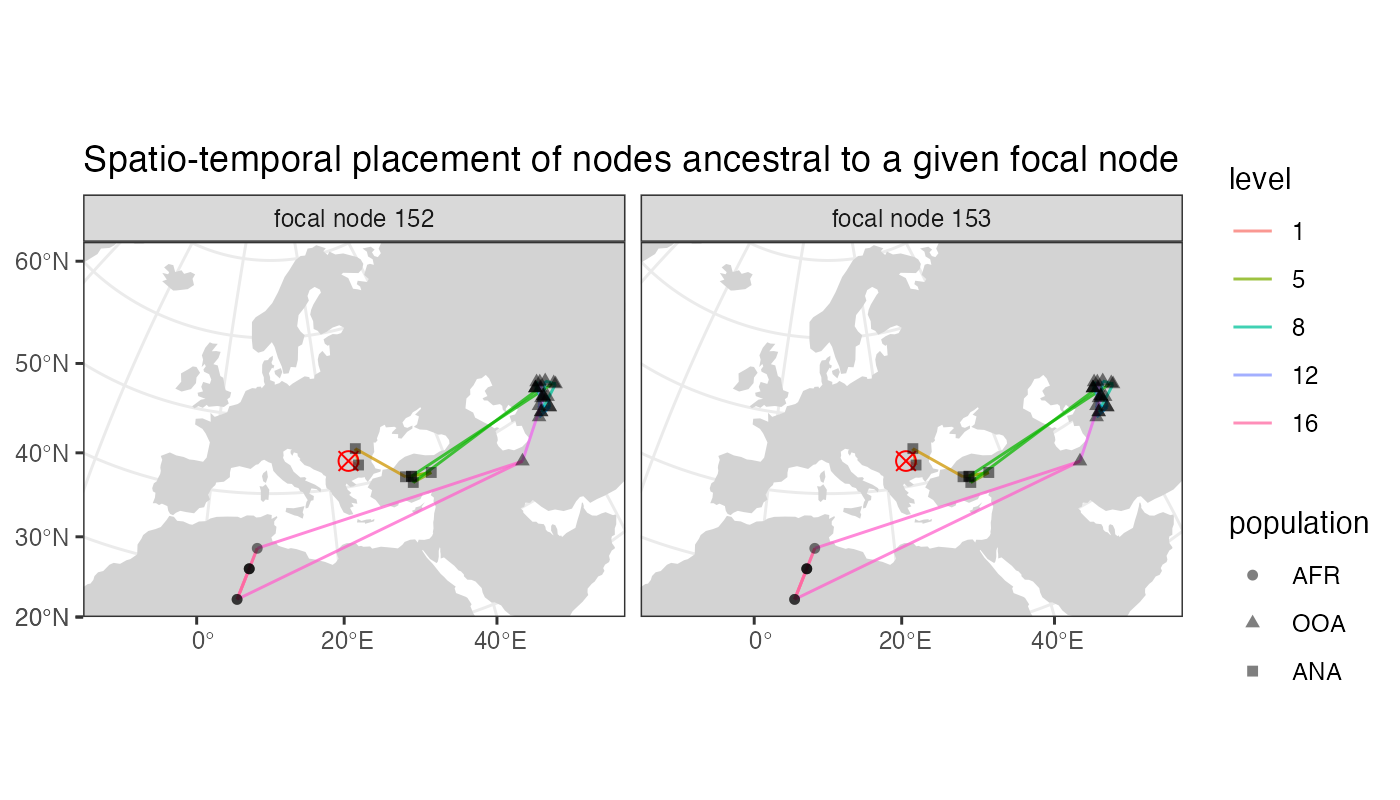 Spatio-temporal placement of nodes ancestral to a given focal node
focal node 152
focal node 153
60°N
50°N
40°N
30°N
20°N
0°
20°E
40°E
0°
20°E
40°E
level
1
5
8
12
16
population
AFR
OOA
ANA